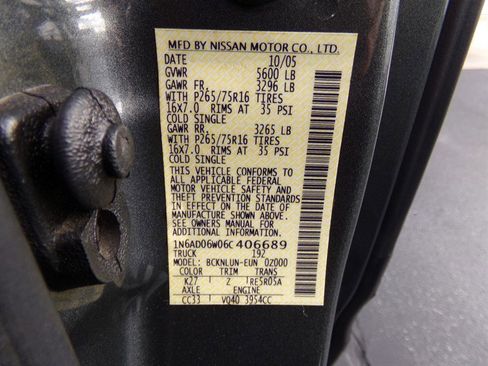 MFD BY NISSAN MOTOR CO., LTD.
DATE 10/05
GVWR 5600 LB
GAWR FR. 3296 LB
WITH P265/75R16 TIRES
16X7.0 RIMS AT 35 PSI
COLD SINGLE
GAWR RR. 3265 LB
WITH P265/75R16 TIRES
16X7.0 RIMS AT 35 PSI
COLD SINGLE
THIS VEHICLE CONFORMS TO
ALL APPLICABLE FEDERAL
MOTOR VEHICLE SAFETY AND
THEFT PREVENTION STANDARDS
IN EFFECT ON THE DATE OF
MANUFACTURE SHOWN ABOVE.
SEE OWNERS MANUAL FOR
ADDITIONAL INFORMATION.
1N6AD06W06C406689
TRUCK 192
MODEL: BCKNLUN-EUN 0Z000
COLOR TRIM TRANS
K27 Z RE5R05A
AXLE ENGINE
CC33 VQ40 3954CC